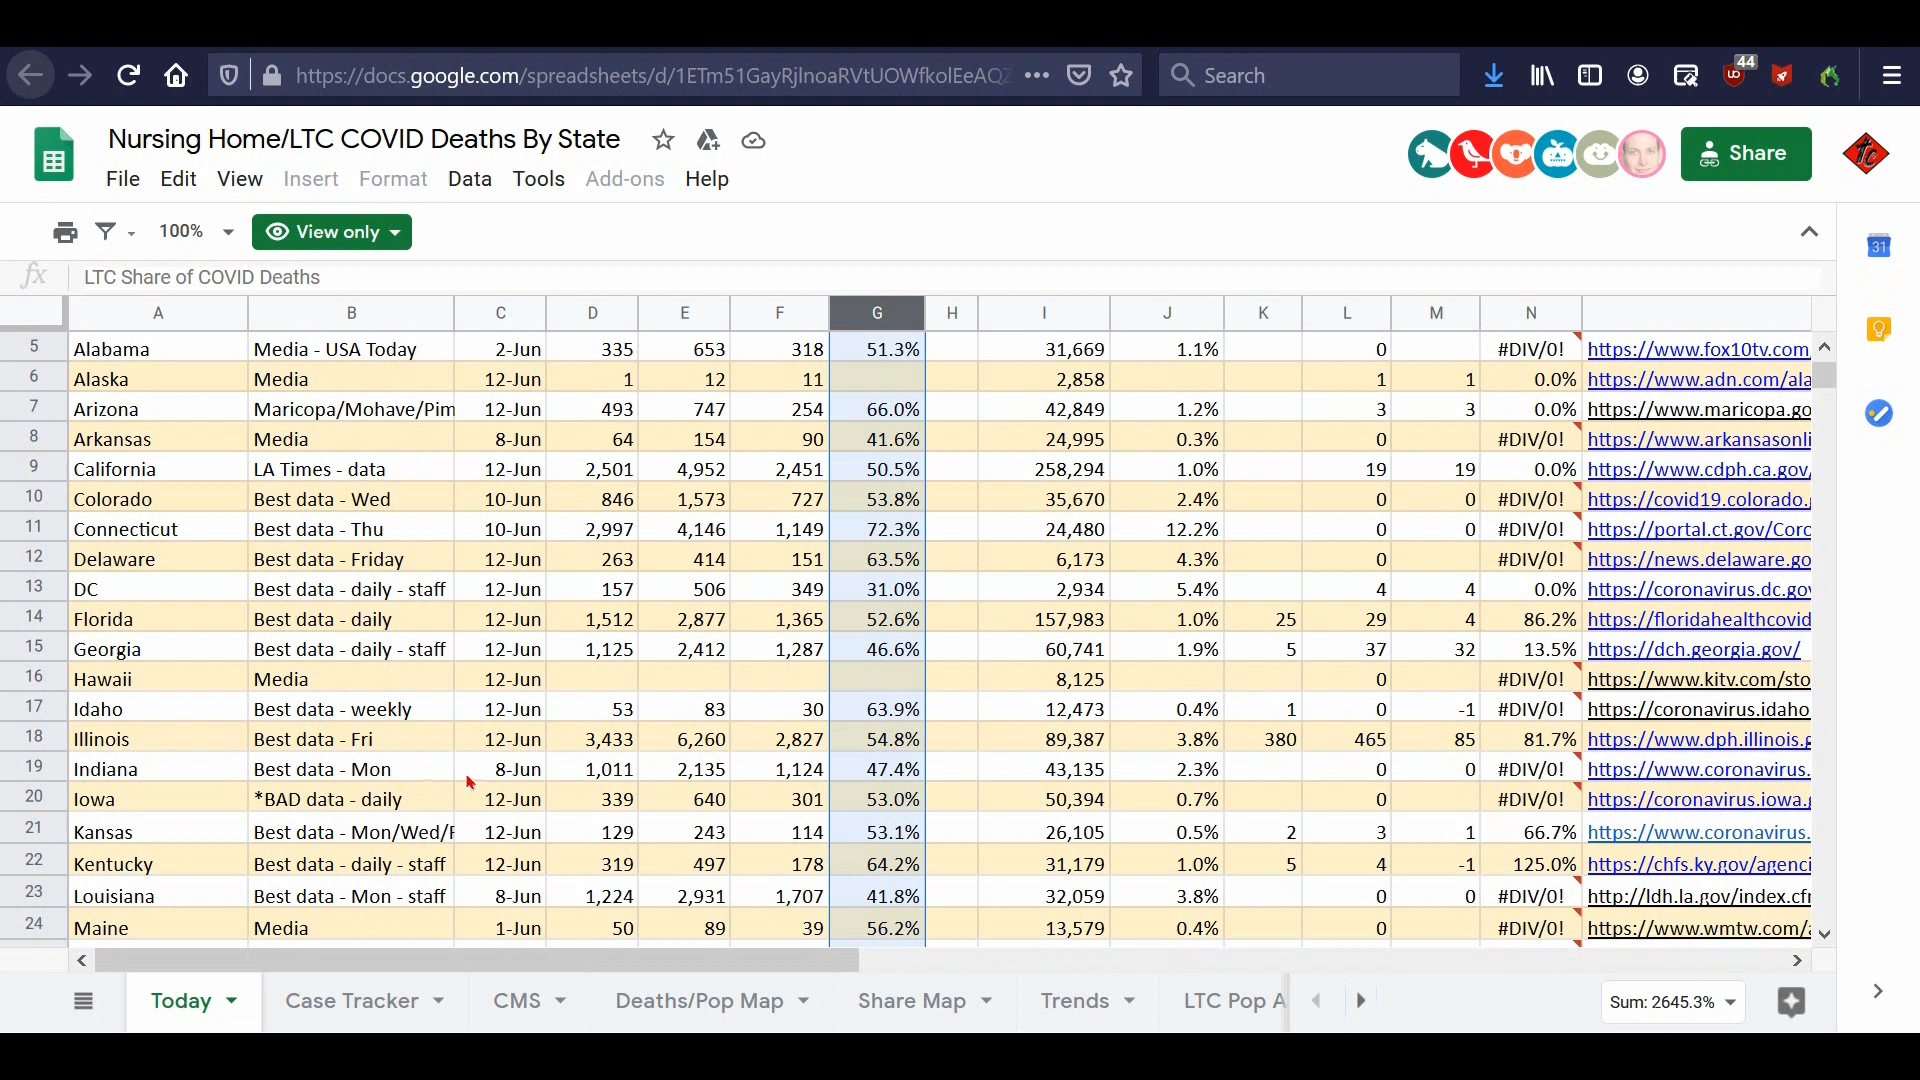 https://docs.google.com/spreadsheets/d/1ETm51GayRjlnoaRVtUOWfkolEeAQZ
Search
44
Nursing Home/LTC COVID Deaths By State
File Edit View Insert Format Data Tools Add-ons Help
Share
100% View only
31
fx LTC Share of COVID Deaths
A B C D E F G H I J K L M N
5 Alabama Media - USA Today 2-Jun 335 653 318 51.3% 31,669 1.1% 0 #DIV/0! https://www.fox10tv.com
6 Alaska Media 12-Jun 1 12 11 2,858 1 1 0.0% https://www.adn.com/ala
7 Arizona Maricopa/Mohave/Pim 12-Jun 493 747 254 66.0% 42,849 1.2% 3 3 0.0% https://www.maricopa.go
8 Arkansas Media 8-Jun 64 154 90 41.6% 24,995 0.3% 0 #DIV/0! https://www.arkansasonli
9 California LA Times - data 12-Jun 2,501 4,952 2,451 50.5% 258,294 1.0% 19 19 0.0% https://www.cdph.ca.gov/
10 Colorado Best data - Wed 10-Jun 846 1,573 727 53.8% 35,670 2.4% 0 0 #DIV/0! https://covid19.colorado.
11 Connecticut Best data - Thu 10-Jun 2,997 4,146 1,149 72.3% 24,480 12.2% 0 0 #DIV/0! https://portal.ct.gov/Coro
12 Delaware Best data - Friday 12-Jun 263 414 151 63.5% 6,173 4.3% 0 #DIV/0! https://news.delaware.go
13 DC Best data - daily - staff 12-Jun 157 506 349 31.0% 2,934 5.4% 4 4 0.0% https://coronavirus.dc.gov
14 Florida Best data - daily 12-Jun 1,512 2,877 1,365 52.6% 157,983 1.0% 25 29 4 86.2% https://floridahealthcovid
15 Georgia Best data - daily - staff 12-Jun 1,125 2,412 1,287 46.6% 60,741 1.9% 5 37 32 13.5% https://dch.georgia.gov/
16 Hawaii Media 12-Jun 8,125 0 #DIV/0! https://www.kitv.com/sto
17 Idaho Best data - weekly 12-Jun 53 83 30 63.9% 12,473 0.4% 1 0 -1 #DIV/0! https://coronavirus.idaho
18 Illinois Best data - Fri 12-Jun 3,433 6,260 2,827 54.8% 89,387 3.8% 380 465 85 81.7% https://www.dph.illinois.g
19 Indiana Best data - Mon 8-Jun 1,011 2,135 1,124 47.4% 43,135 2.3% 0 0 #DIV/0! https://www.coronavirus.
20 Iowa *BAD data - daily 12-Jun 339 640 301 53.0% 50,394 0.7% 0 #DIV/0! https://coronavirus.iowa.g
21 Kansas Best data - Mon/Wed/F 12-Jun 129 243 114 53.1% 26,105 0.5% 2 3 1 66.7% https://www.coronavirus.
22 Kentucky Best data - daily - staff 12-Jun 319 497 178 64.2% 31,179 1.0% 5 4 -1 125.0% https://chfs.ky.gov/agenci
23 Louisiana Best data - Mon - staff 8-Jun 1,224 2,931 1,707 41.8% 32,059 3.8% 0 0 #DIV/0! http://ldh.la.gov/index.cfr
24 Maine Media 1-Jun 50 89 39 56.2% 13,579 0.4% 0 #DIV/0! https://www.wmtw.com/a
Today Case Tracker CMS Deaths/Pop Map Share Map Trends LTC Pop A Sum: 2645.3%